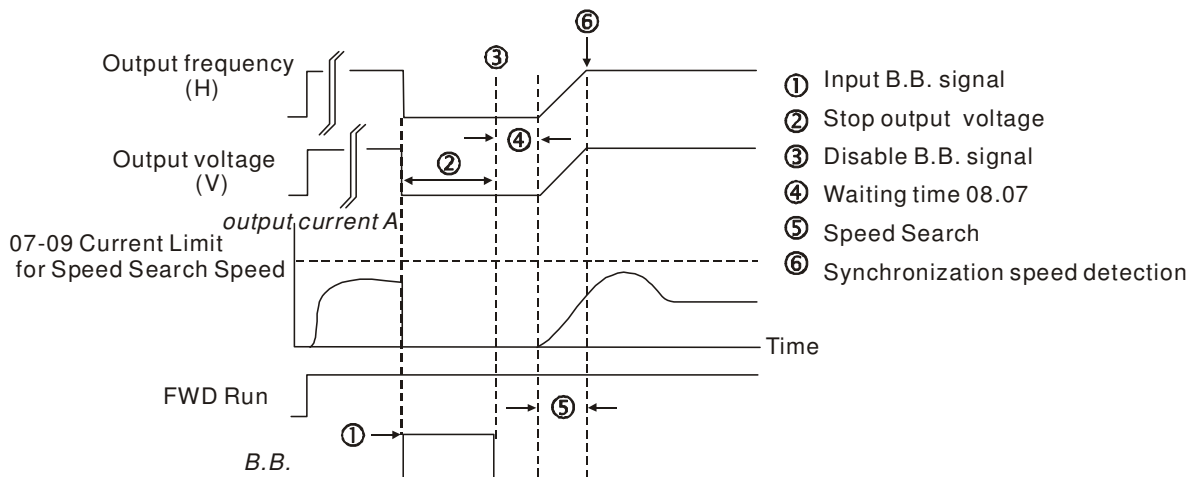 ⑥
Output frequency
(H)
③
① Input B.B. signal
② Stop output voltage
③ Disable B.B. signal
④ Waiting time 08.07
⑤ Speed Search
⑥ Synchronization speed detection
④
Output voltage
(V)
②
output current A
07-09 Current Limit
for Speed Search Speed
Time
FWD Run
⑤
①
B.B.